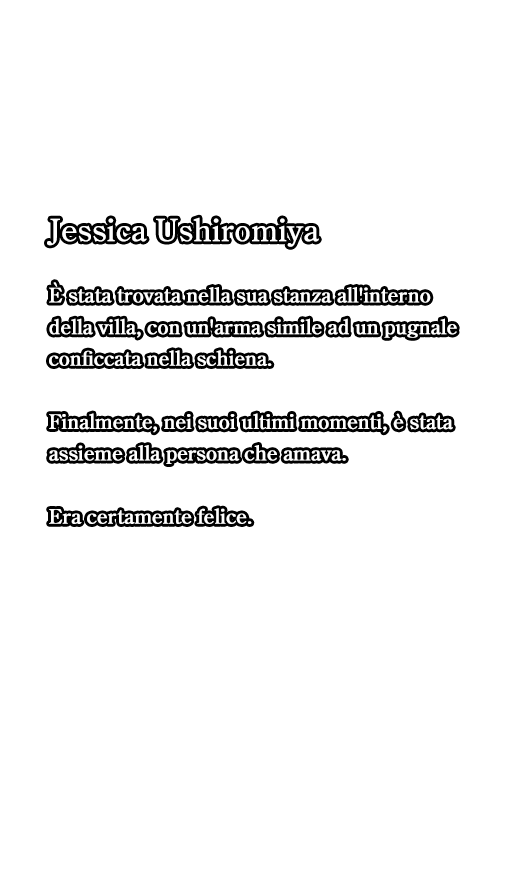 Jessica Ushiromiya
È stata trovata nella sua stanza all'interno
della villa, con un'arma simile ad un pugnale
conficcata nella schiena.
Finalmente, nei suoi ultimi momenti, è stata
assieme alla persona che amava.
Era certamente felice.